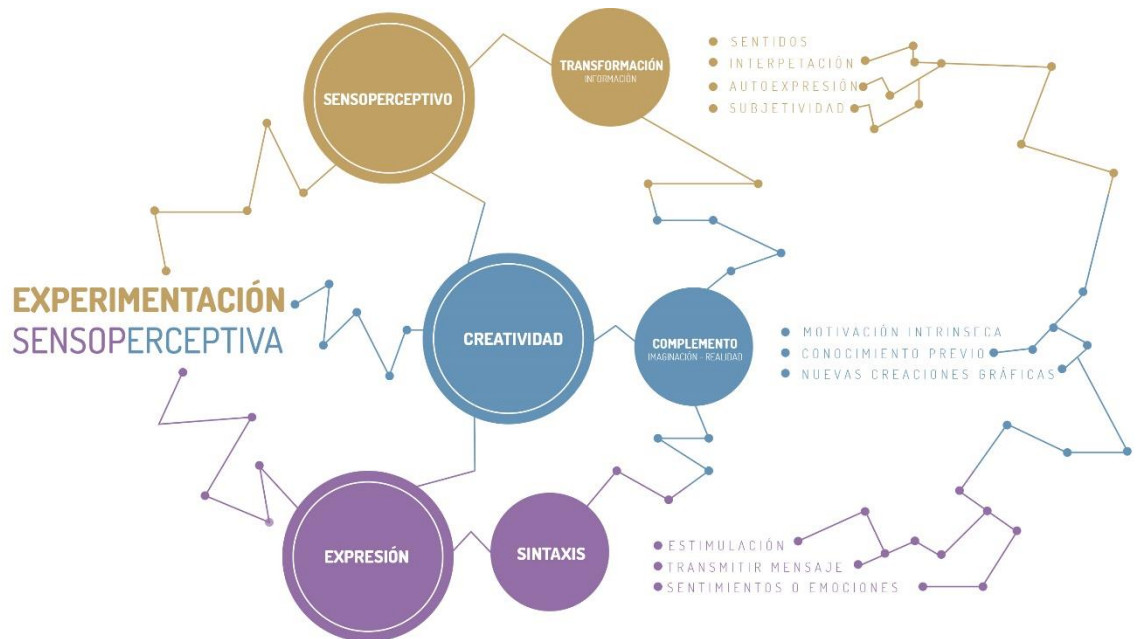 SENSOPERCEPTIVO
TRANSFORMACIÓN
INFORMACIÓN
SENTIDOS
INTERPETACIÓN
AUTOEXPRESIÓN
SUBJETIVIDAD
EXPERIMENTACIÓN
SENSOPERCEPTIVA
CREATIVIDAD
COMPLEMENTO
IMAGINACIÓN - REALIDAD
MOTIVACIÓN INTRINSECA
CONOCIMIENTO PREVIO
NUEVAS CREACIONES GRÁFICAS
EXPRESIÓN
SINTAXIS
ESTIMULACIÓN
TRANSMITIR MENSAJE
SENTIMIENTOS O EMOCIONES